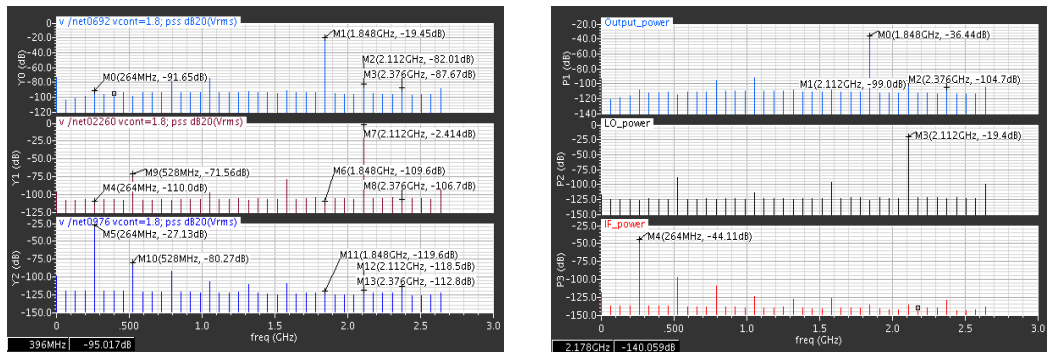 v /net0692 vcont=1.8; pss dB20(Vrms)
Y0 (dB)
-20.0
-40.0
-60.0
-80.0
-100
-120
M1(1.848GHz, -19.45dB)
M2(2.112GHz, -82.01dB)
M0(264MHz, -91.65dB)
M3(2.376GHz, -87.67dB)
v /net02260 vcont=1.8; pss dB20(Vrms)
Y1 (dB)
-25.0
-50.0
-75.0
-100.0
-125.0
M7(2.112GHz, -2.414dB)
M9(528MHz, -71.56dB)
M6(1.848GHz, -109.6dB)
M4(264MHz, -110.0dB)
M8(2.376GHz, -106.7dB)
v /net0976 vcont=1.8; pss dB20(Vrms)
Y2 (dB)
-25.0
-50.0
-75.0
-100.0
-125.0
-150.0
M5(264MHz, -27.13dB)
M10(528MHz, -80.27dB)
M11(1.848GHz, -119.6dB)
M12(2.112GHz, -118.5dB)
M13(2.376GHz, -112.8dB)
0 500 1.0 1.5 2.0 2.5 3.0
freq (GHz)
396MHz -95.017dB
Output_power
P1 (dB)
-20.0
-40.0
-60.0
-80.0
-100
-120
-140
M0(1.848GHz, -36.44dB)
M1(2.112GHz, -99.0dB)
M2(2.376GHz, -104.7dB)
LO_power
P2 (dB)
0.0
-25.0
-50.0
-75.0
-100.0
-125.0
-150.0
M3(2.112GHz, -19.4dB)
IF_power
P3 (dB)
-25.0
-50.0
-75.0
-100.0
-125.0
-150.0
M4(264MHz, -44.11dB)
0.0 500 1.0 1.5 2.0 2.5 3.0
freq (GHz)
2.178GHz -140.059dB